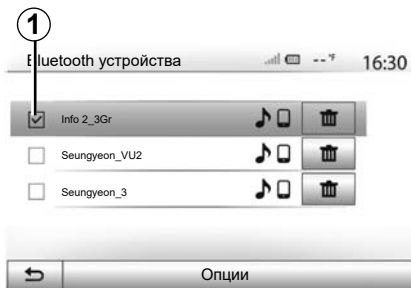 1
Bluetooth устройства -- °F 16:30
Info 2_3Gr
Seungyeon_VU2
Seungyeon_3
Опции